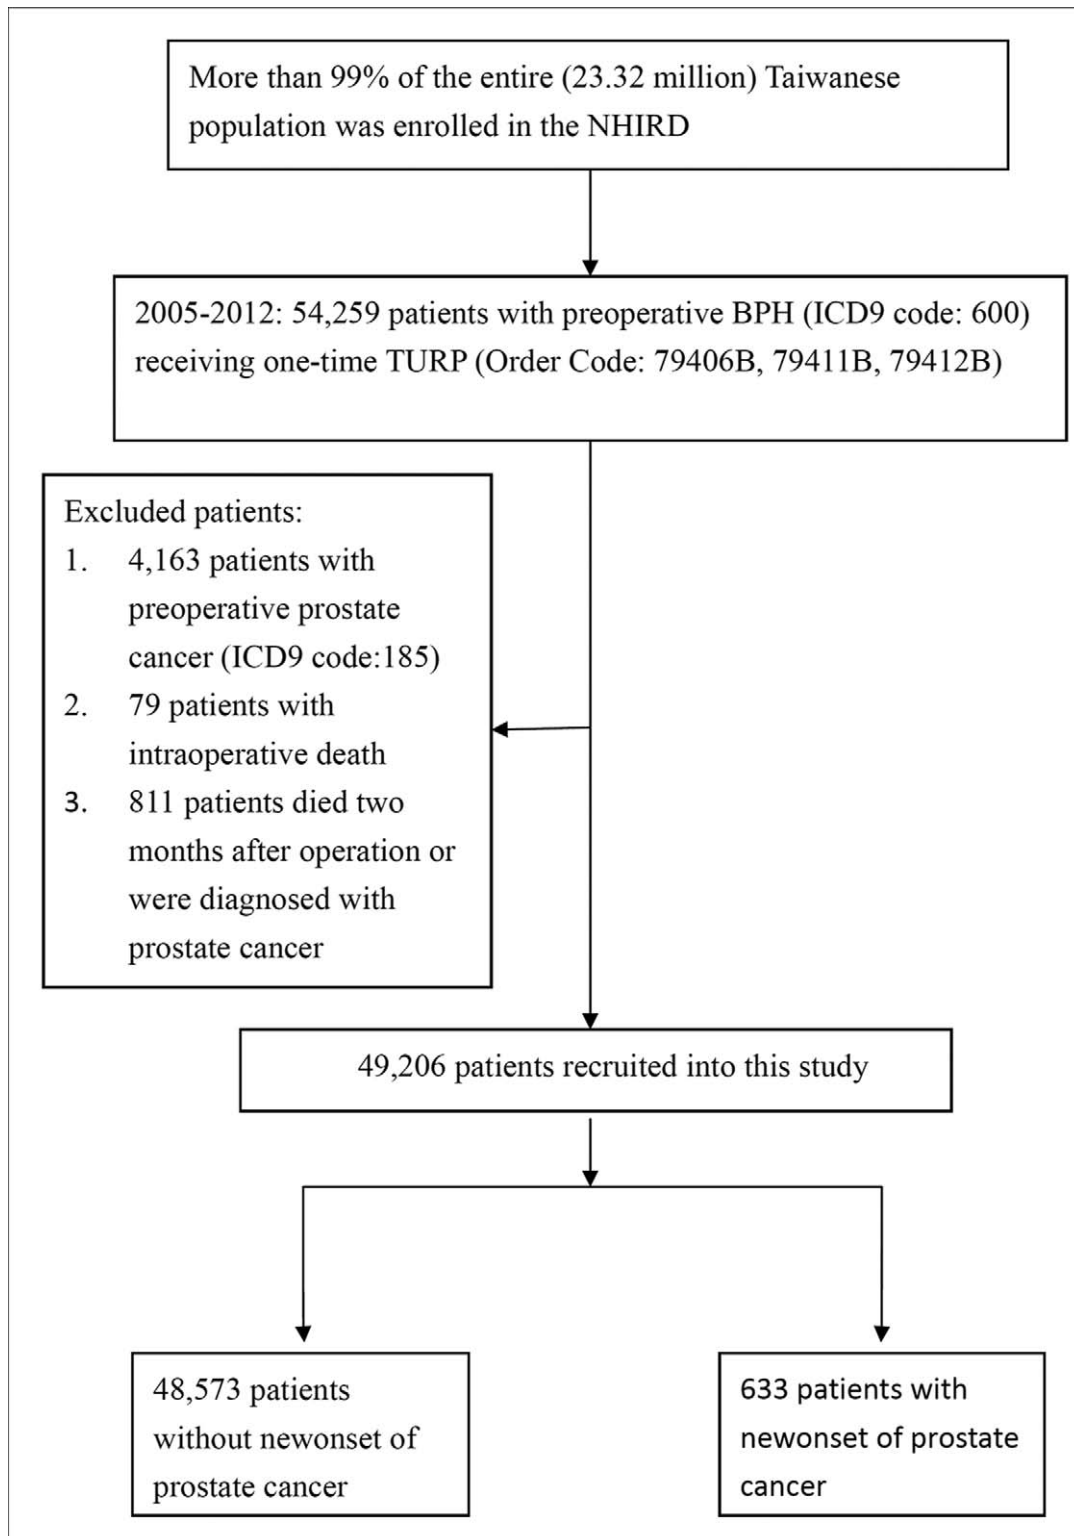 More than 99% of the entire (23.32 million) Taiwanese
population was enrolled in the NHIRD
2005-2012: 54,259 patients with preoperative BPH (ICD9 code: 600)
receiving one-time TURP (Order Code: 79406B, 79411B, 79412B)
Excluded patients:
1. 4,163 patients with
preoperative prostate
cancer (ICD9 code:185)
2. 79 patients with
intraoperative death
3. 811 patients died two
months after operation or
were diagnosed with
prostate cancer
49,206 patients recruited into this study
48,573 patients
without newonset of
prostate cancer
633 patients with
newonset of prostate
cancer